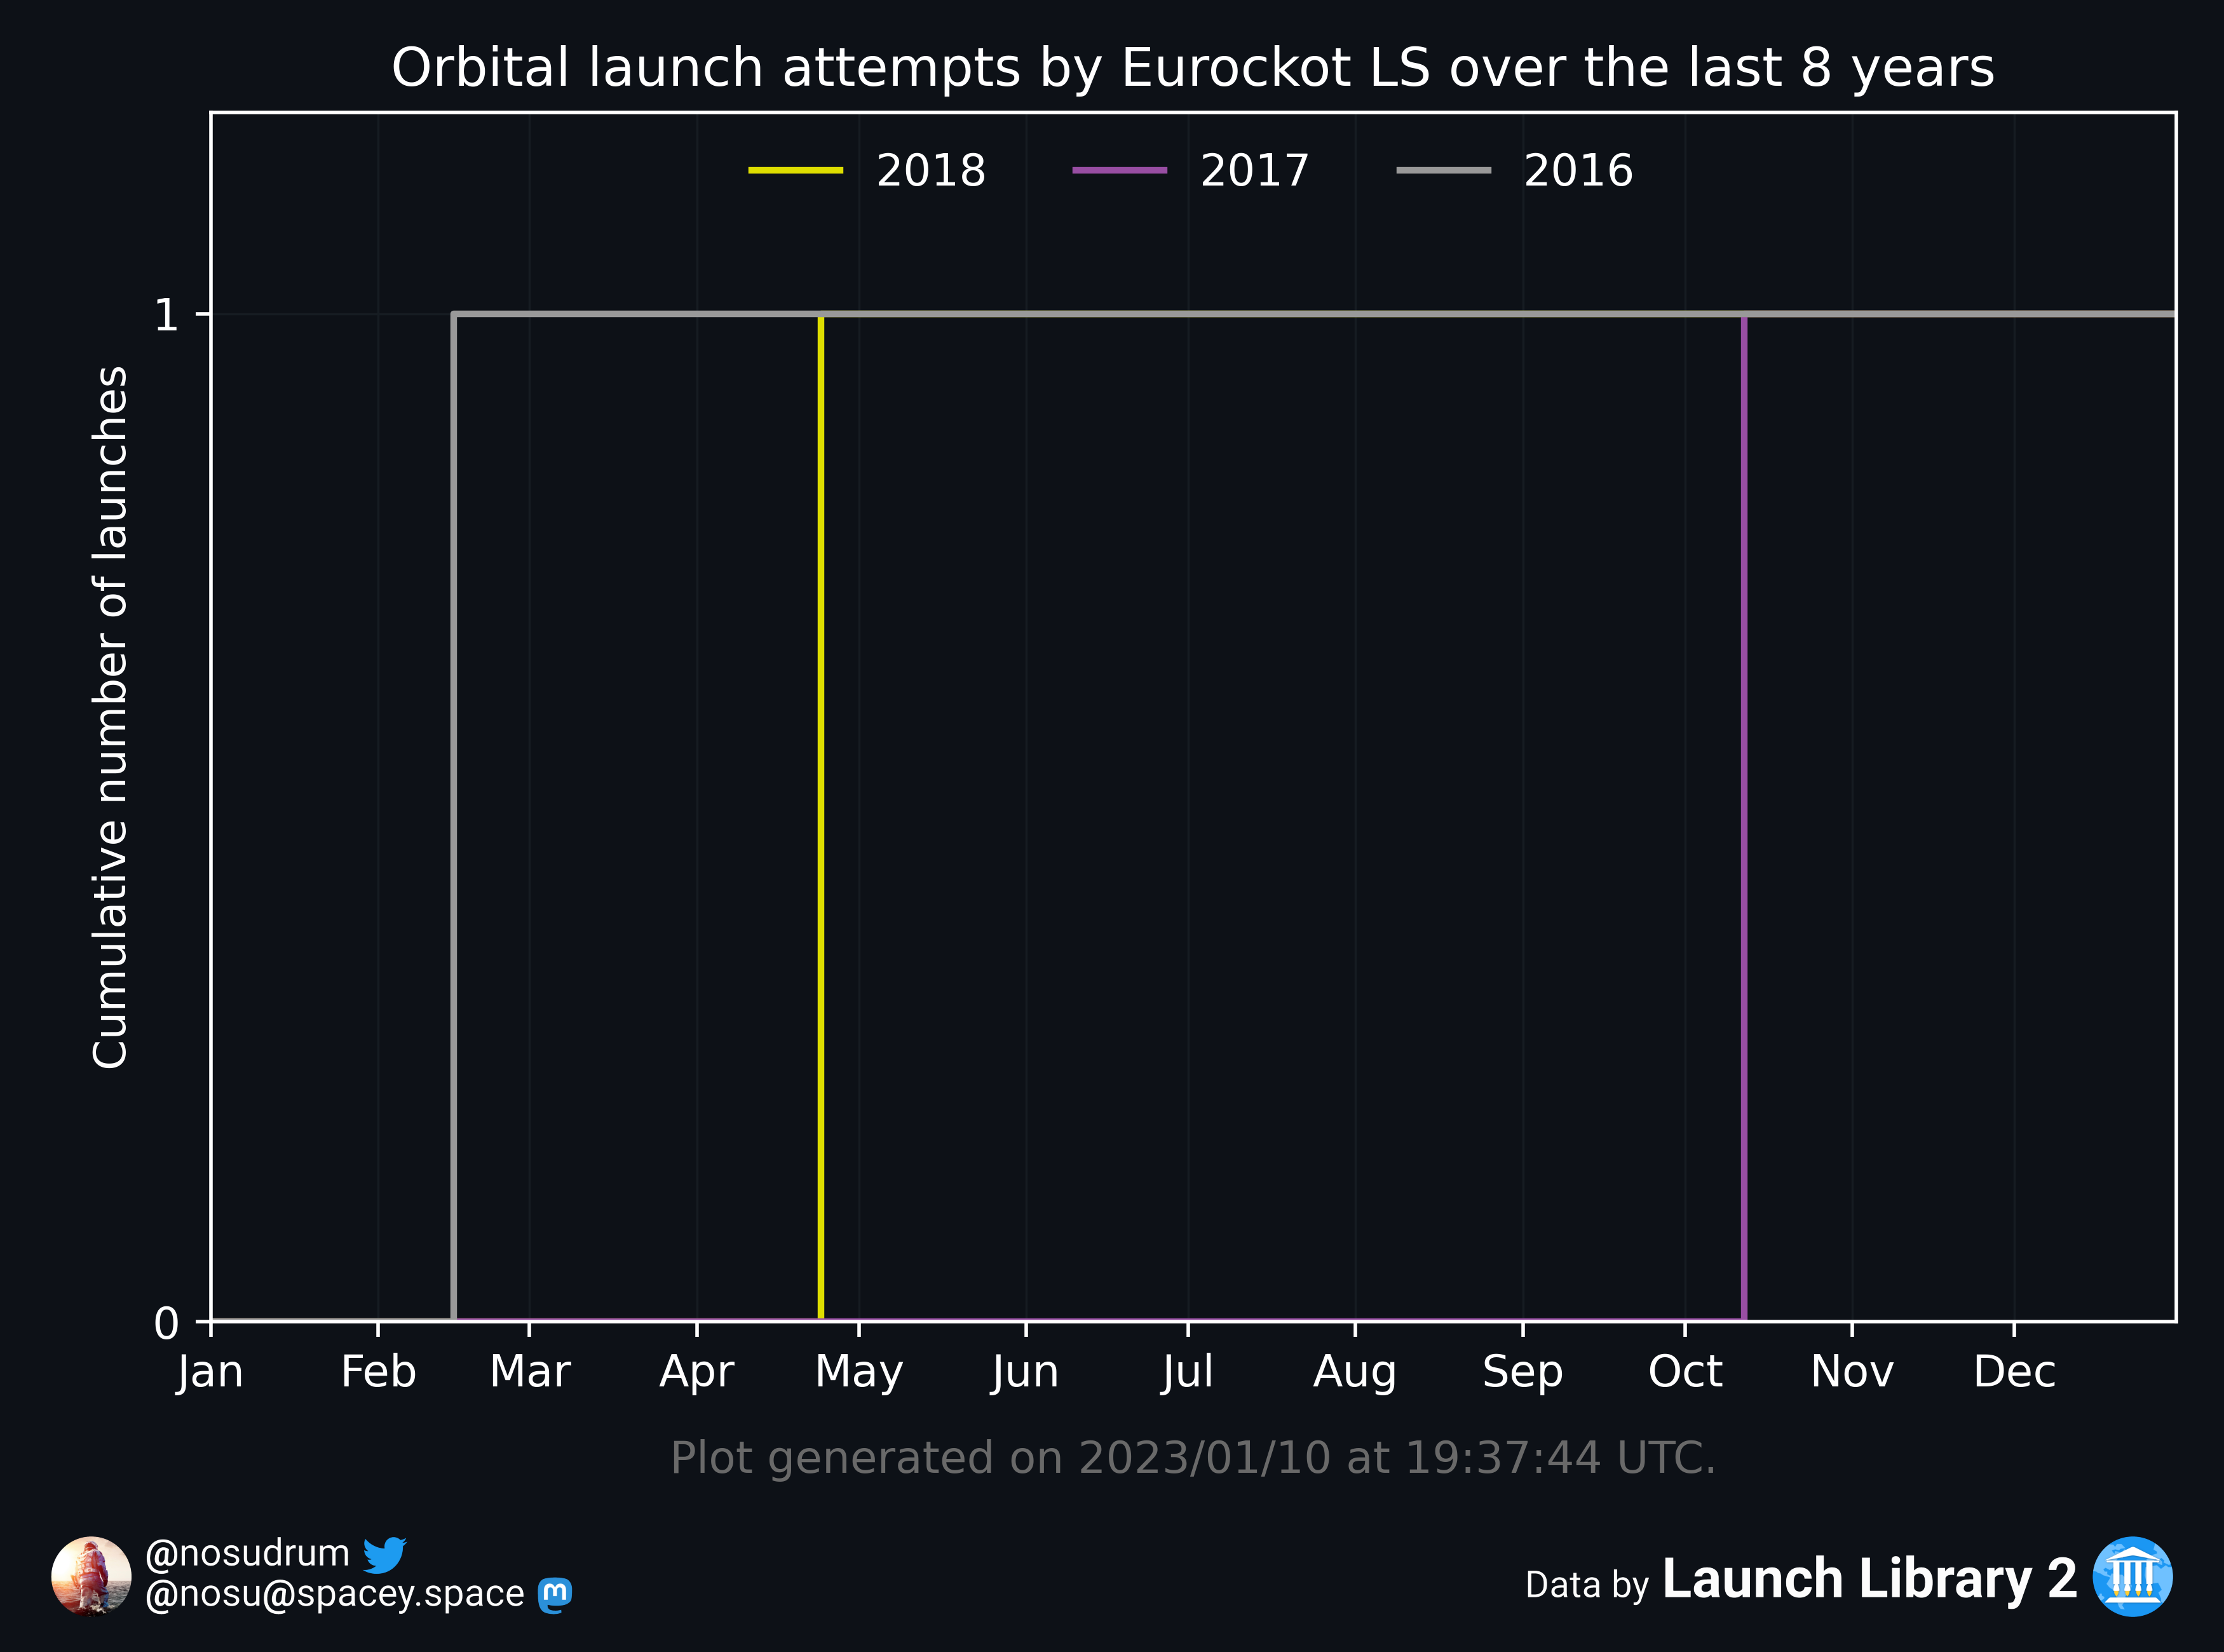 Orbital launch attempts by Eurockot LS over the last 8 years
2018 2017 2016
Cumulative number of launches
1
0
Jan Feb Mar Apr May Jun Jul Aug Sep Oct Nov Dec
Plot generated on 2023/01/10 at 19:37:44 UTC.
@nosudrum
@nosu@spacey.space
Data by Launch Library 2